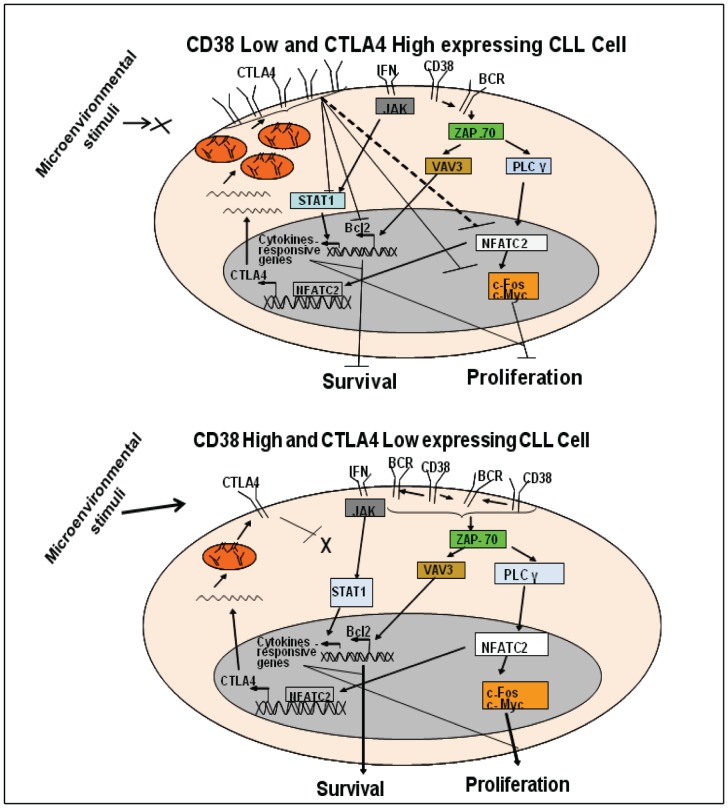 CD38 Low and CTLA4 High expressing CLL Cell
Microenvironmental
stimuli
CTLA4
IFN
CD38
BCR
JAK
ZAP.70
VAV3
PLC γ
STAT1
Bcl2
Cytokines-
responsive
genes
NFATC2
CTLA4
NFATC2
c-Fos
c-Myc
Survival
Proliferation
CD38 High and CTLA4 Low expressing CLL Cell
Microenvironmental
stimuli
CTLA4
IFN
BCR
CD38
BCR
CD38
JAK
X
ZAP-70
VAV3
PLC γ
STAT1
Bcl2
Cytokines -
responsive
genes
NFATC2
CTLA4
NFATC2
c-Fos
c- Myc
Survival
Proliferation